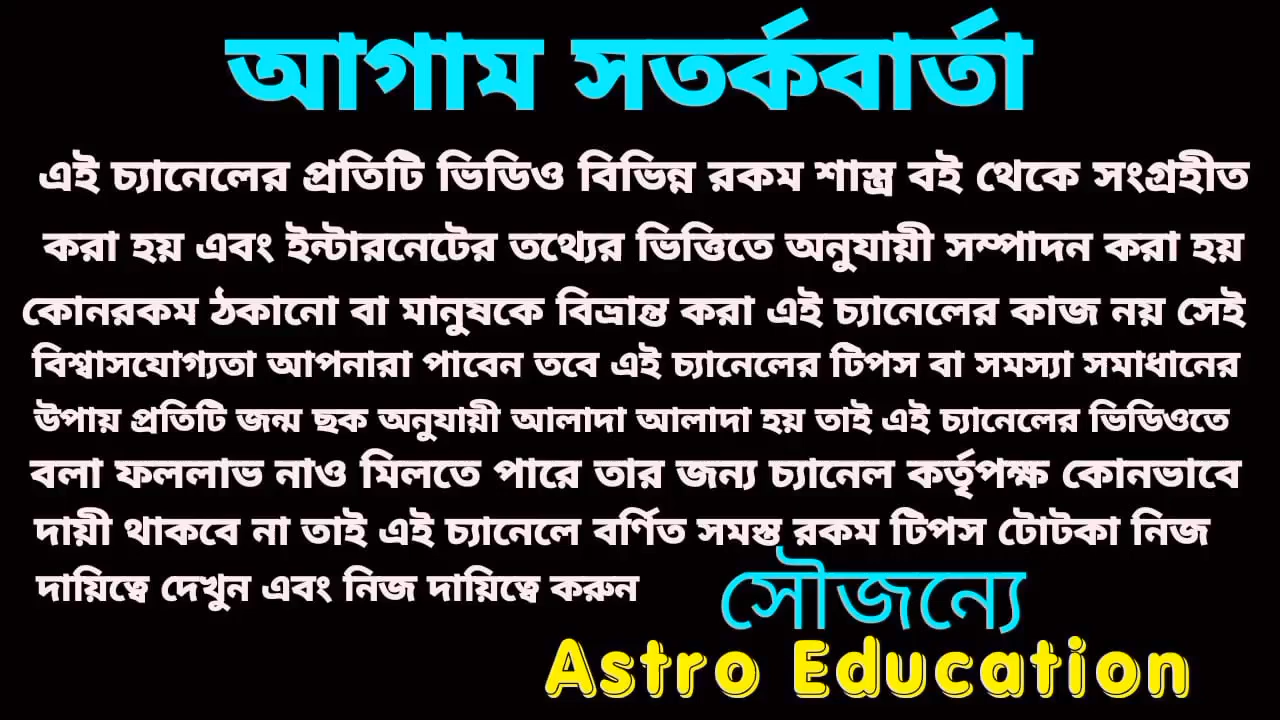 আগাম সতর্কবার্তা
এই চ্যানেলের প্রতিটি ভিডিও বিভিন্ন রকম শাস্ত্র বই থেকে সংগ্রহীত
করা হয় এবং ইন্টারনেটের তথ্যের ভিত্তিতে অনুযায়ী সম্পাদন করা হয়
কোনরকম ঠকানো বা মানুষকে বিভ্রান্ত করা এই চ্যানেলের কাজ নয় সেই
বিশ্বাসযোগ্যতা আপনারা পাবেন তবে এই চ্যানেলের টিপস বা সমস্যা সমাধানের
উপায় প্রতিটি জন্ম ছক অনুযায়ী আলাদা আলাদা হয় তাই এই চ্যানেলের ভিডিওতে
বলা ফললাভ নাও মিলতে পারে তার জন্য চ্যানেল কর্তৃপক্ষ কোনভাবে
দায়ী থাকবে না তাই এই চ্যানেলে বর্ণিত সমস্ত রকম টিপস টোটকা নিজ
দায়িত্বে দেখুন এবং নিজ দায়িত্বে করুন
সৌজন্যে
Astro Education